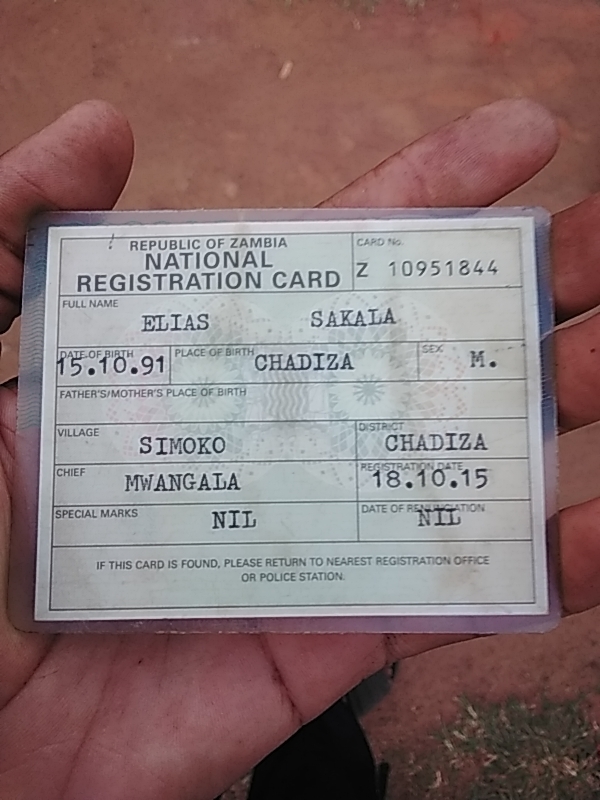 REPUBLIC OF ZAMBIA
NATIONAL
REGISTRATION CARD
CARD No.
Z 10951844
FULL NAME
ELIAS SAKALA
DATE OF BIRTH
15.10.91
PLACE OF BIRTH
CHADIZA
SEX
M.
FATHER'S/MOTHER'S PLACE OF BIRTH
VILLAGE
SIMOKO
DISTRICT
CHADIZA
CHIEF
MWANGALA
REGISTRATION DATE
18.10.15
SPECIAL MARKS
NIL
DATE OF RENUNCIATION
NIL
IF THIS CARD IS FOUND, PLEASE RETURN TO NEAREST REGISTRATION OFFICE
OR POLICE STATION.